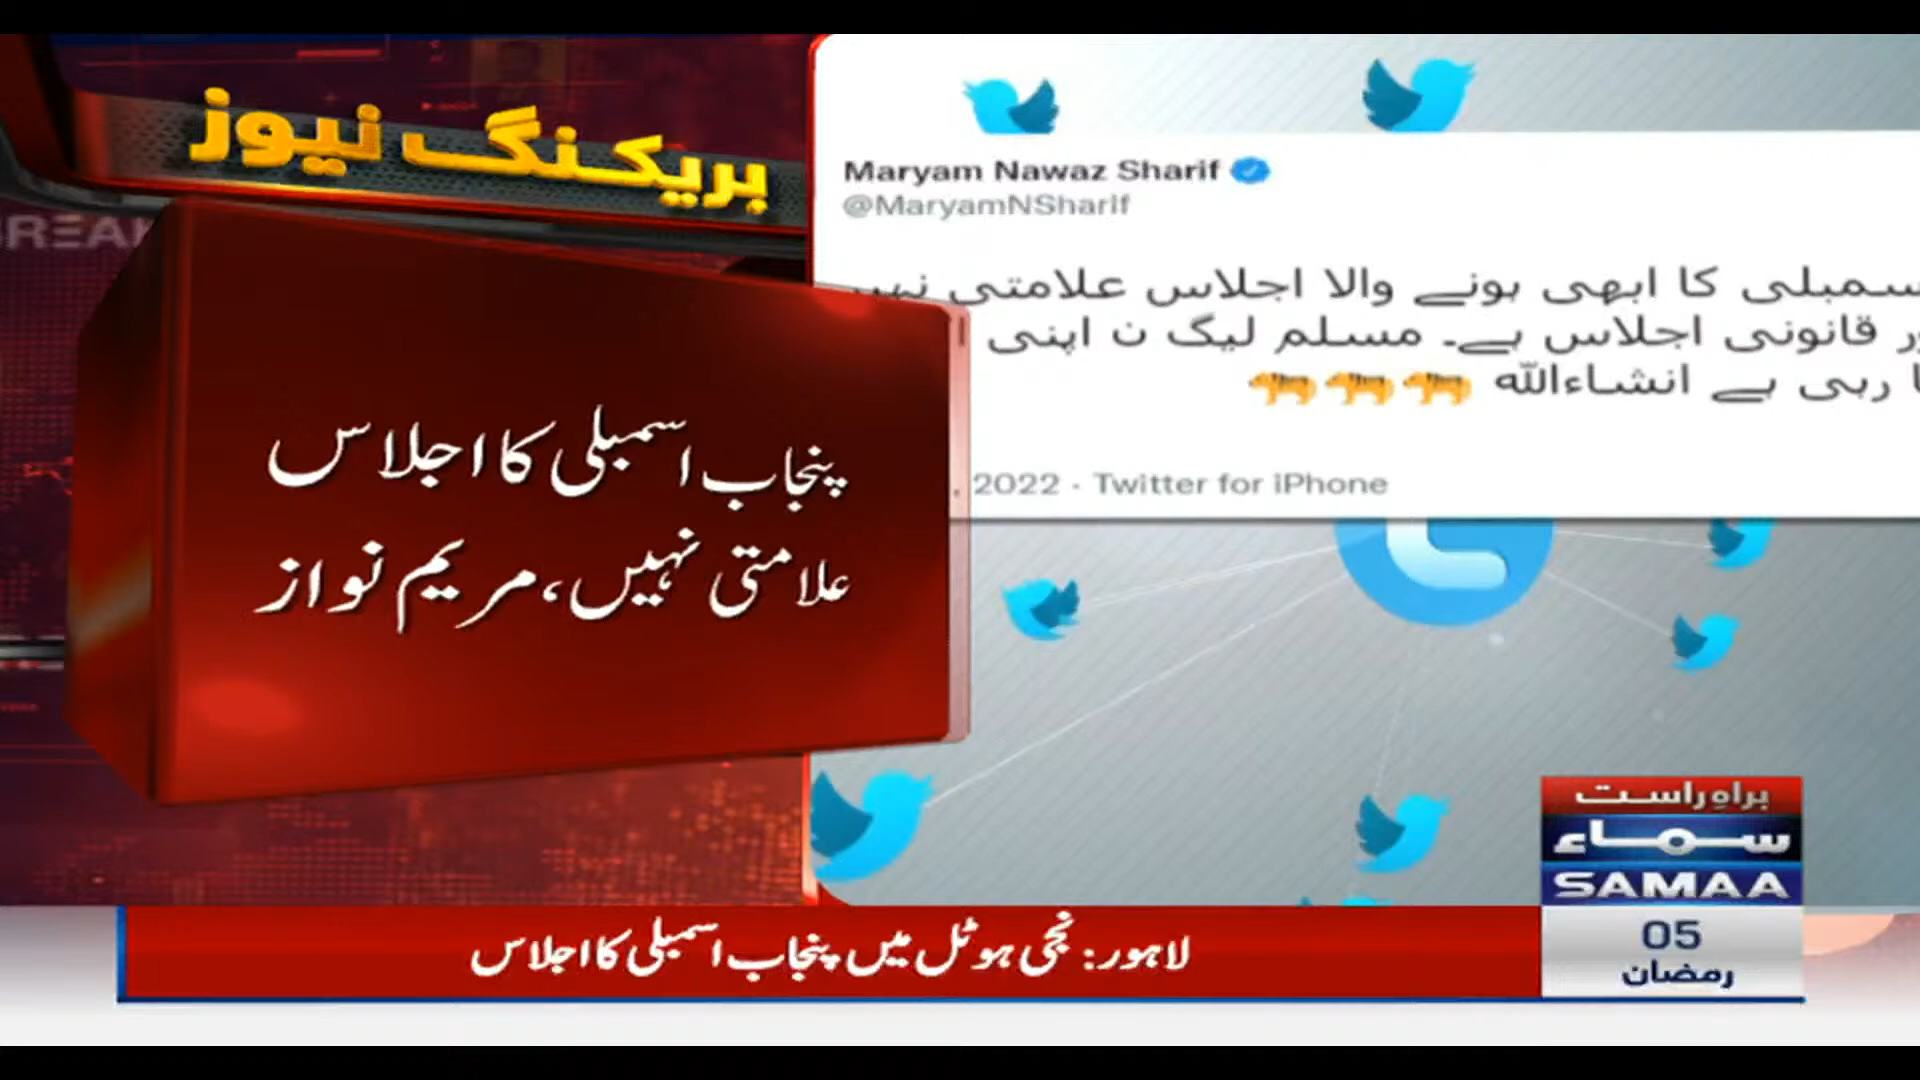 بریکنگ نیوز
BREAK
Maryam Nawaz Sharif
@MaryamNSharif
سمبلی کا ابھی ہونے والا اجلاس علامتی نہیں
ور قانونی اجلاس ہے۔ مسلم لیگ ن اپنی
رہی ہے انشاءاللہ 🐅🐅🐅
2022 · Twitter for iPhone
پنجاب اسمبلی کا اجلاس
علامتی نہیں، مریم نواز
براہِ راست
سماء
SAMAA
لاہور: نجی ہوٹل میں پنجاب اسمبلی کا اجلاس
05
رمضان